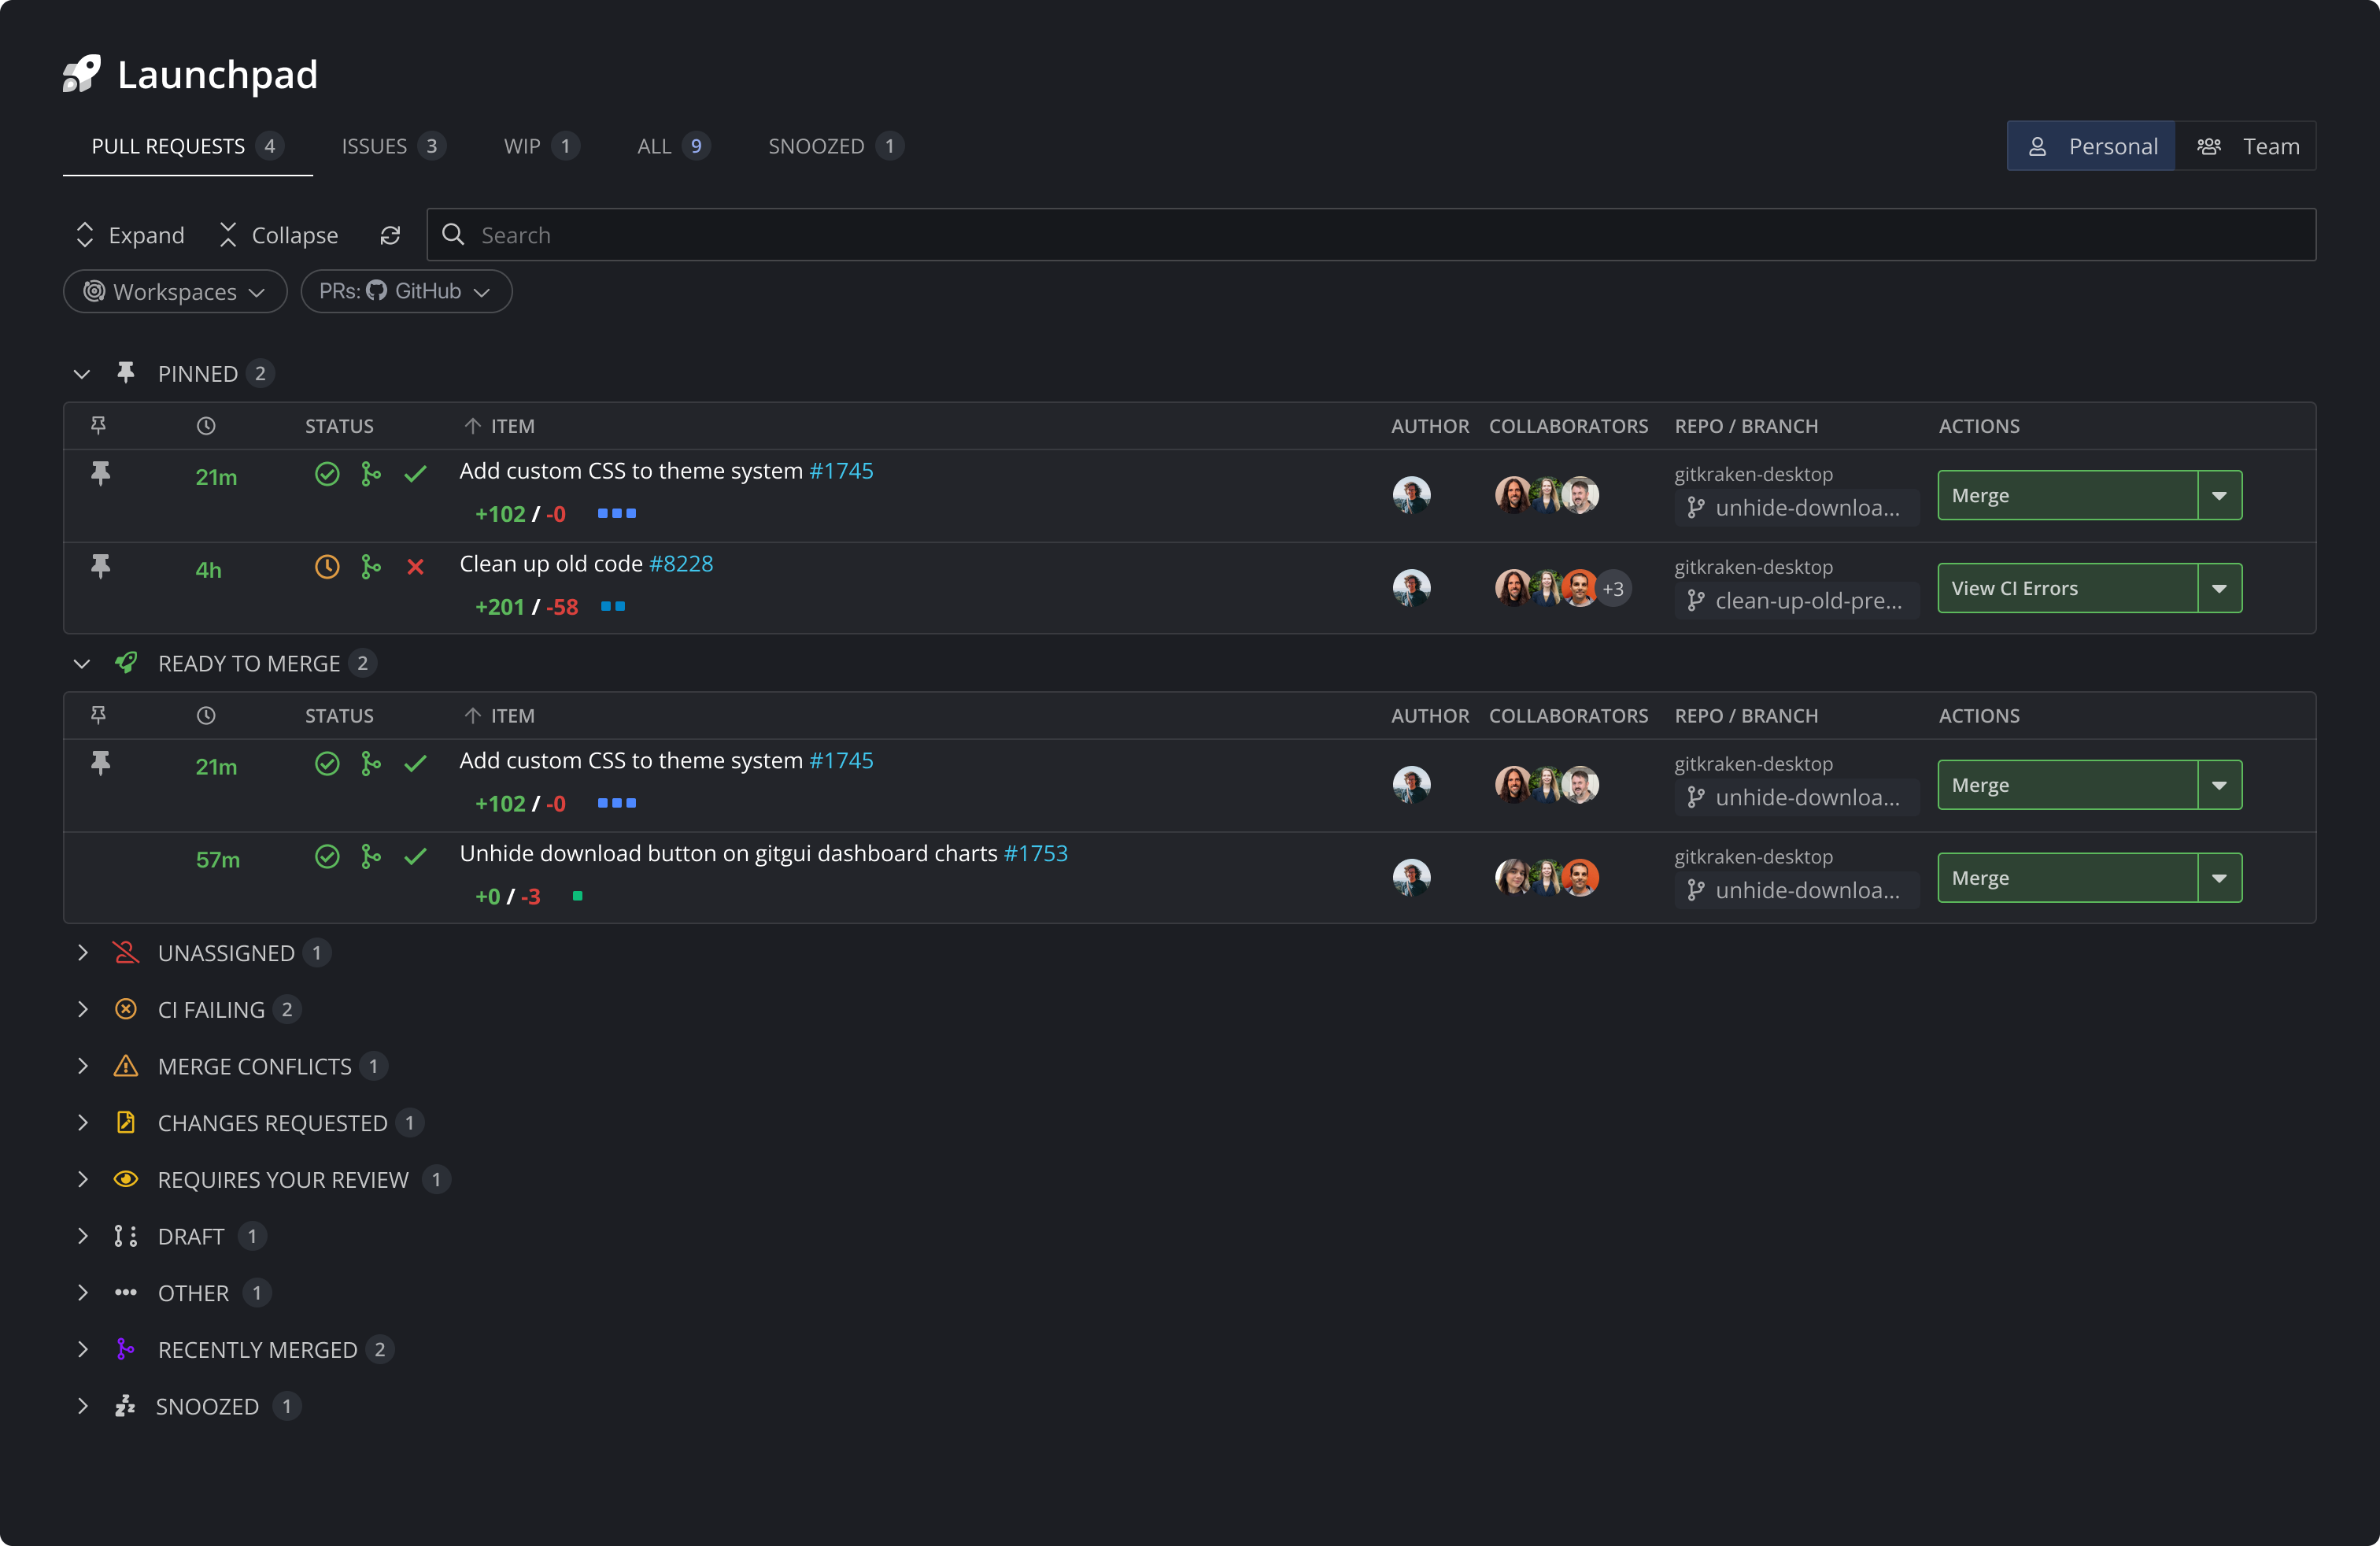 Launchpad
PULL REQUESTS 4 ISSUES 3 WIP 1 ALL 9 SNOOZED 1 Personal Team
Expand Collapse Search
Workspaces PRs: GitHub
PINNED 2
STATUS ITEM AUTHOR COLLABORATORS REPO / BRANCH ACTIONS
21m Add custom CSS to theme system #1745 gitkraken-desktop Merge
+102 / -0 unhide-downloa...
4h Clean up old code #8228 +3 gitkraken-desktop View CI Errors
+201 / -58 clean-up-old-pre...
READY TO MERGE 2
STATUS ITEM AUTHOR COLLABORATORS REPO / BRANCH ACTIONS
21m Add custom CSS to theme system #1745 gitkraken-desktop Merge
+102 / -0 unhide-downloa...
57m Unhide download button on gitgui dashboard charts #1753 gitkraken-desktop Merge
+0 / -3 unhide-downloa...
UNASSIGNED 1
CI FAILING 2
MERGE CONFLICTS 1
CHANGES REQUESTED 1
REQUIRES YOUR REVIEW 1
DRAFT 1
OTHER 1
RECENTLY MERGED 2
SNOOZED 1